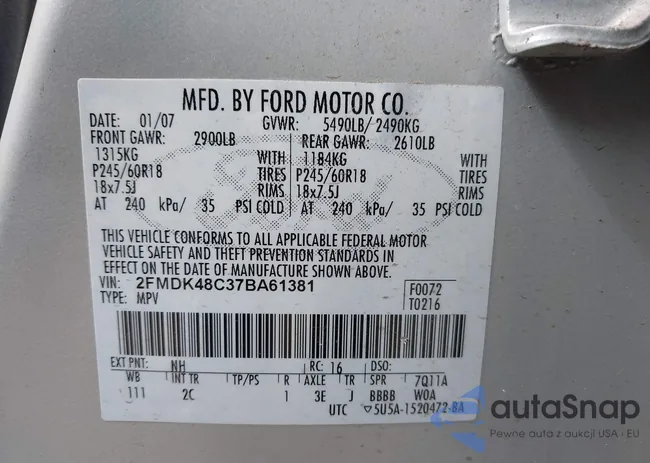 MFD. BY FORD MOTOR CO.
DATE: 01/07 GVWR: 5490LB/ 2490KG
FRONT GAWR: 2900LB REAR GAWR: 2610LB
1315KG WITH 1184KG WITH
P245/60R18 TIRES P245/60R18 TIRES
18x7.5J RIMS 18x7.5J RIMS
AT 240 kPa/ 35 PSI COLD AT 240 kPa/ 35 PSI COLD
THIS VEHICLE CONFORMS TO ALL APPLICABLE FEDERAL MOTOR
VEHICLE SAFETY AND THEFT PREVENTION STANDARDS IN
EFFECT ON THE DATE OF MANUFACTURE SHOWN ABOVE.
VIN: 2FMDK48C37BA61381 F0072
TYPE: MPV T0216
EXT PNT: NH RC: 16 DSO:
WB INT TR TP/PS R AXLE TR SPR 7Q11A
111 2C 1 3E J BBBB W0A
UTC ▽5U5A-1520472-BA
autaSnap
Pewne auta z aukcji USA i EU